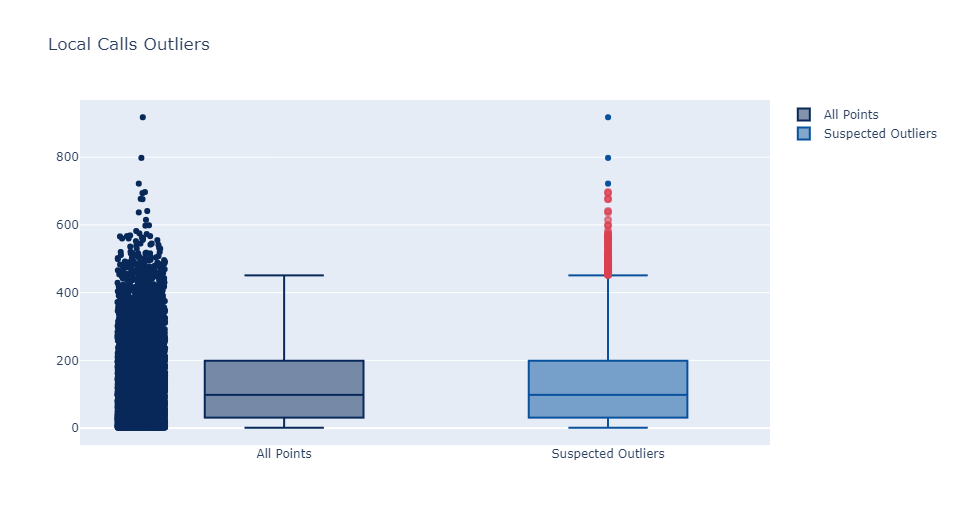 Local Calls Outliers
All Points
Suspected Outliers
800
600
400
200
0
All Points
Suspected Outliers